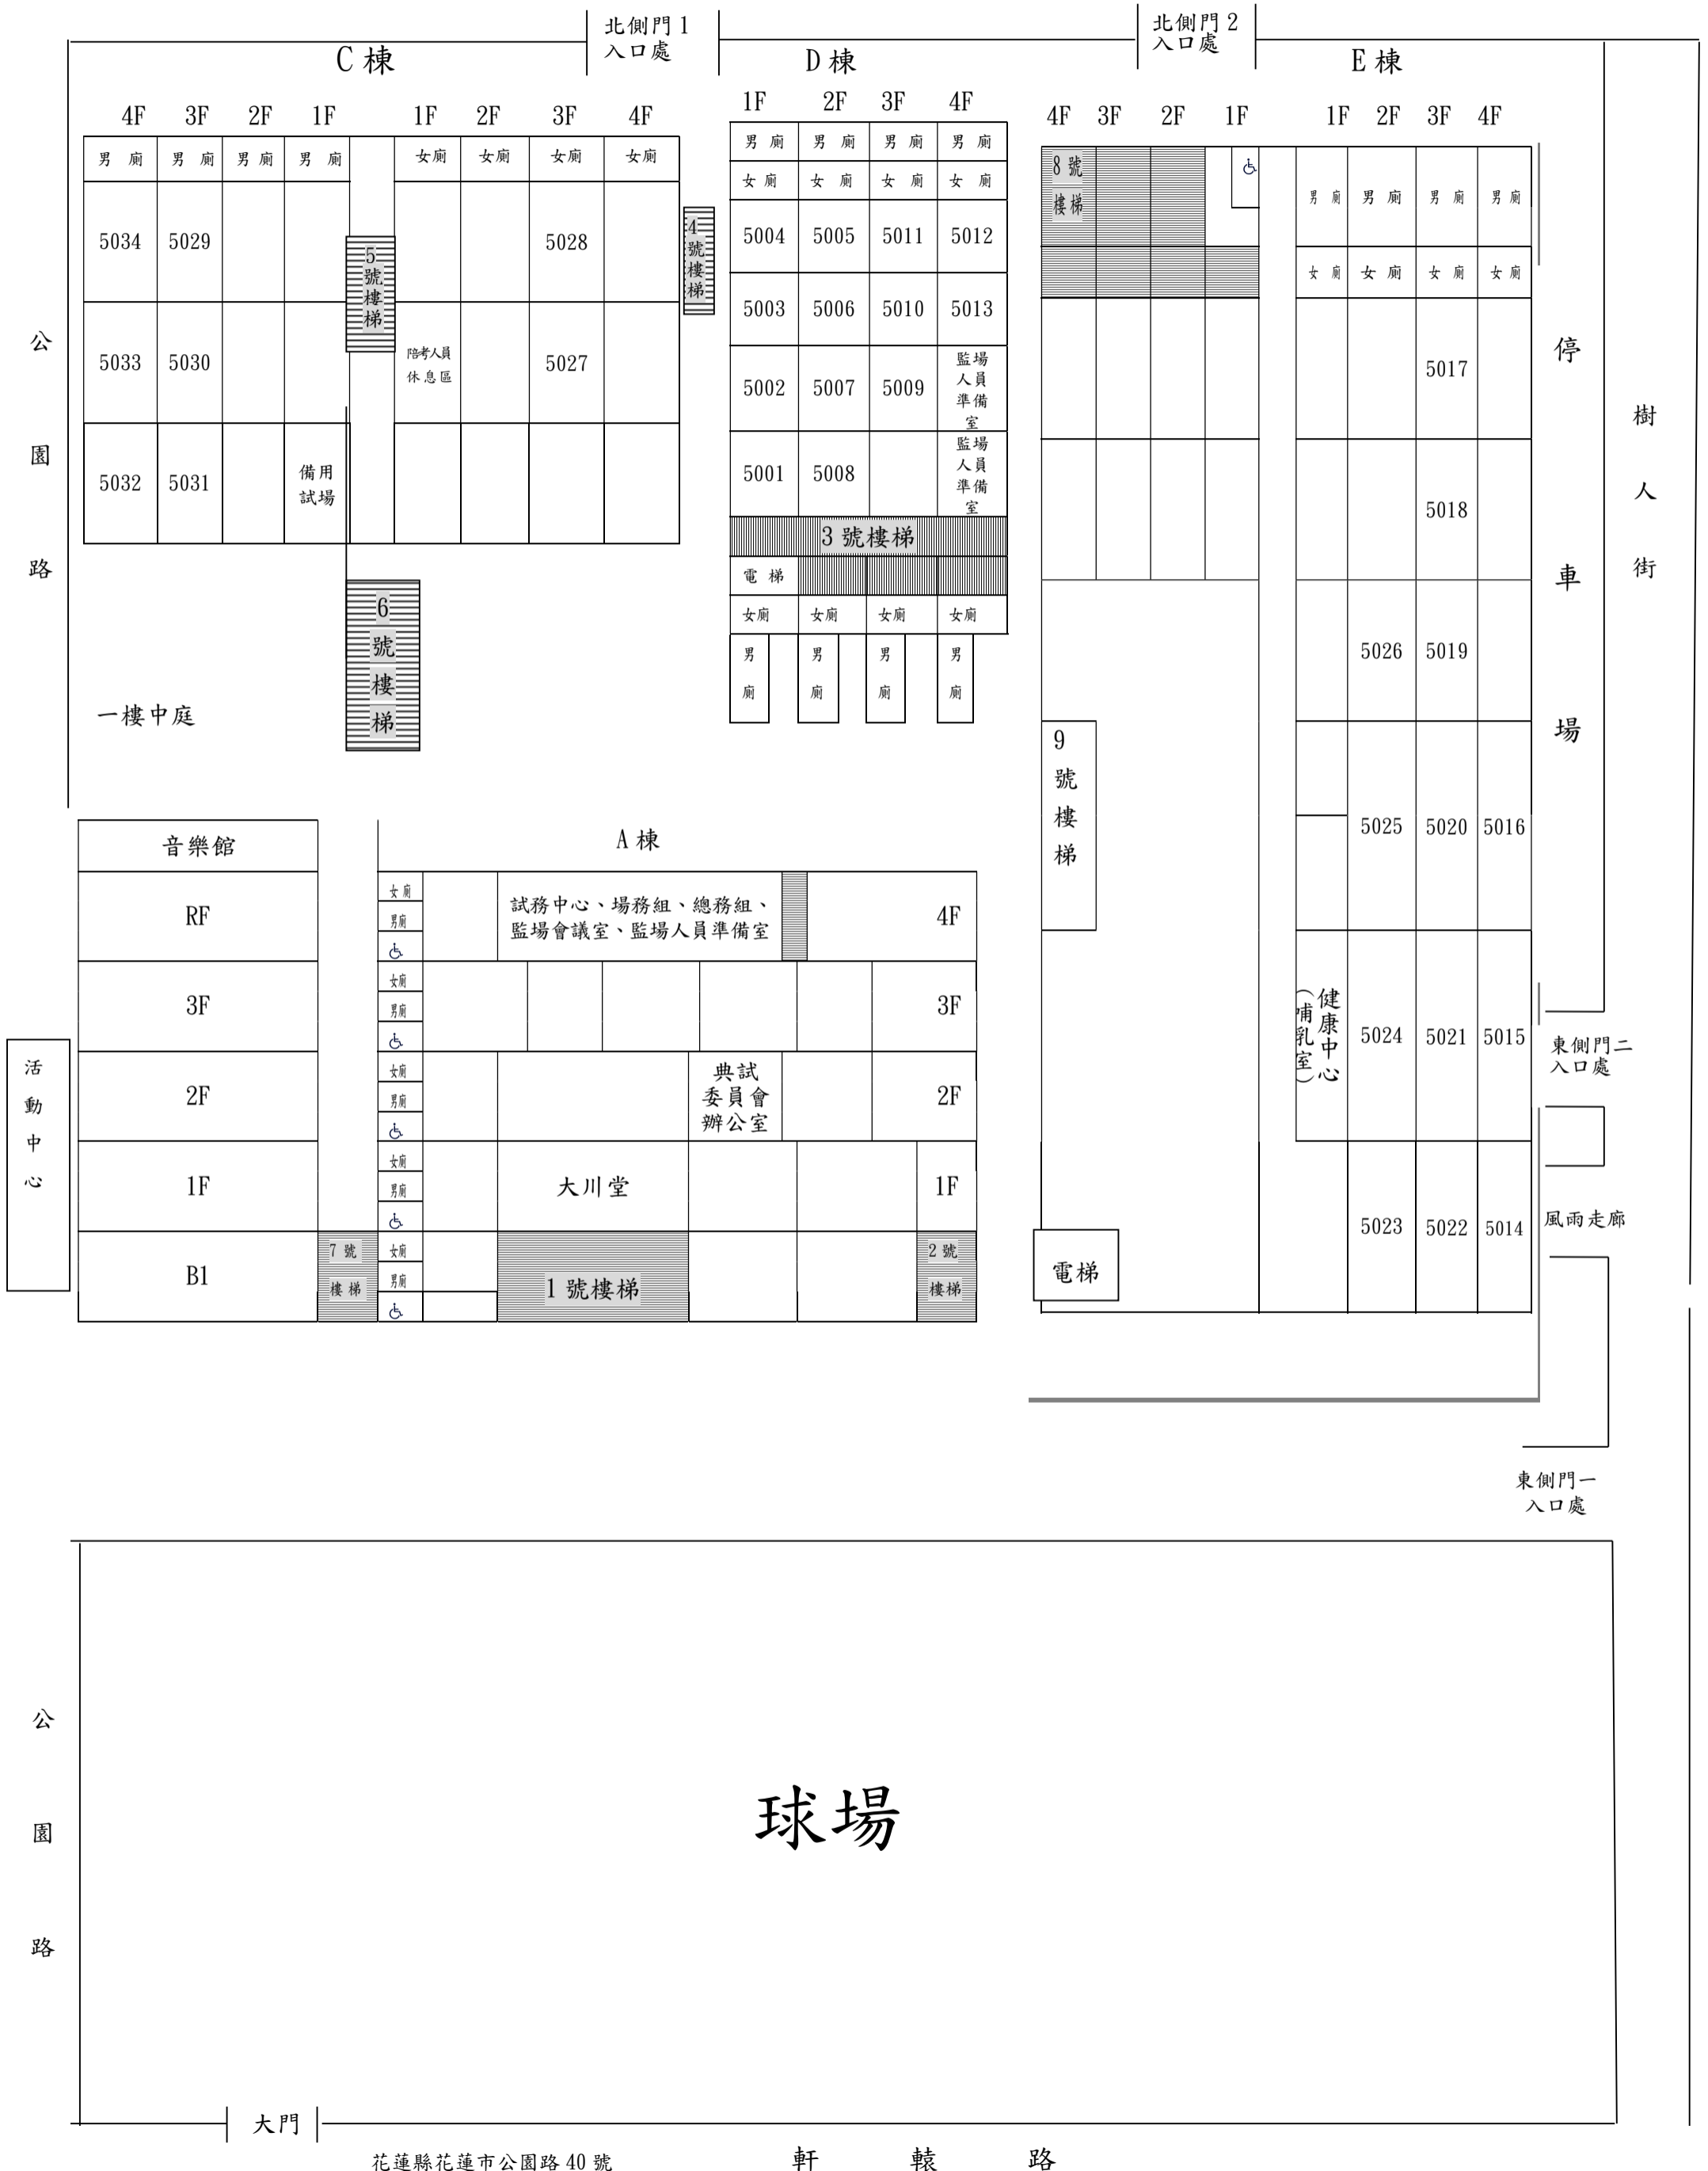 北側門1
入口處
北側門2
入口處
C棟
D棟
E棟
4F 3F 2F 1F 1F 2F 3F 4F
1F 2F 3F 4F
4F 3F 2F 1F 1F 2F 3F 4F
男 廁 男 廁 男 廁 男 廁 女廁 女廁 女廁 女廁
5034 5029 5028
5033 5030 陪考人員 5027
休息區
5032 5031 備用
試場
5
號
樓
梯
4
號
樓
梯
6
號
樓
梯
一樓中庭
男 廁 男 廁 男 廁 男 廁
女 廁 女 廁 女 廁 女 廁
5004 5005 5011 5012
5003 5006 5010 5013
5002 5007 5009
監場
人員
準備
室
5001 5008
監場
人員
準備
室
3號樓梯
電 梯
女廁 女廁 女廁 女廁
男 男 男 男
廁 廁 廁 廁
8號
樓梯
男 廁 男 廁 男 廁 男 廁
女 廁 女 廁 女 廁 女 廁
5017
5018
5026 5019
5025 5020 5016
健康中心
(哺乳室)
5024 5021 5015
5023 5022 5014
9
號
樓
梯
電梯
停
車
場
樹
人
街
公
園
路
東側門二
入口處
風雨走廊
東側門一
入口處
活
動
中
心
音樂館
RF
3F
2F
1F
B1
7號
樓梯
A棟
女廁
男廁
試務中心、場務組、總務組、
監場會議室、監場人員準備室
4F
女廁
男廁
3F
女廁
男廁
典試
委員會
辦公室
2F
女廁
男廁
大川堂
1F
女廁
男廁
1號樓梯
2號
樓梯
公
園
路
球場
大門
花蓮縣花蓮市公園路40號
軒 轅 路